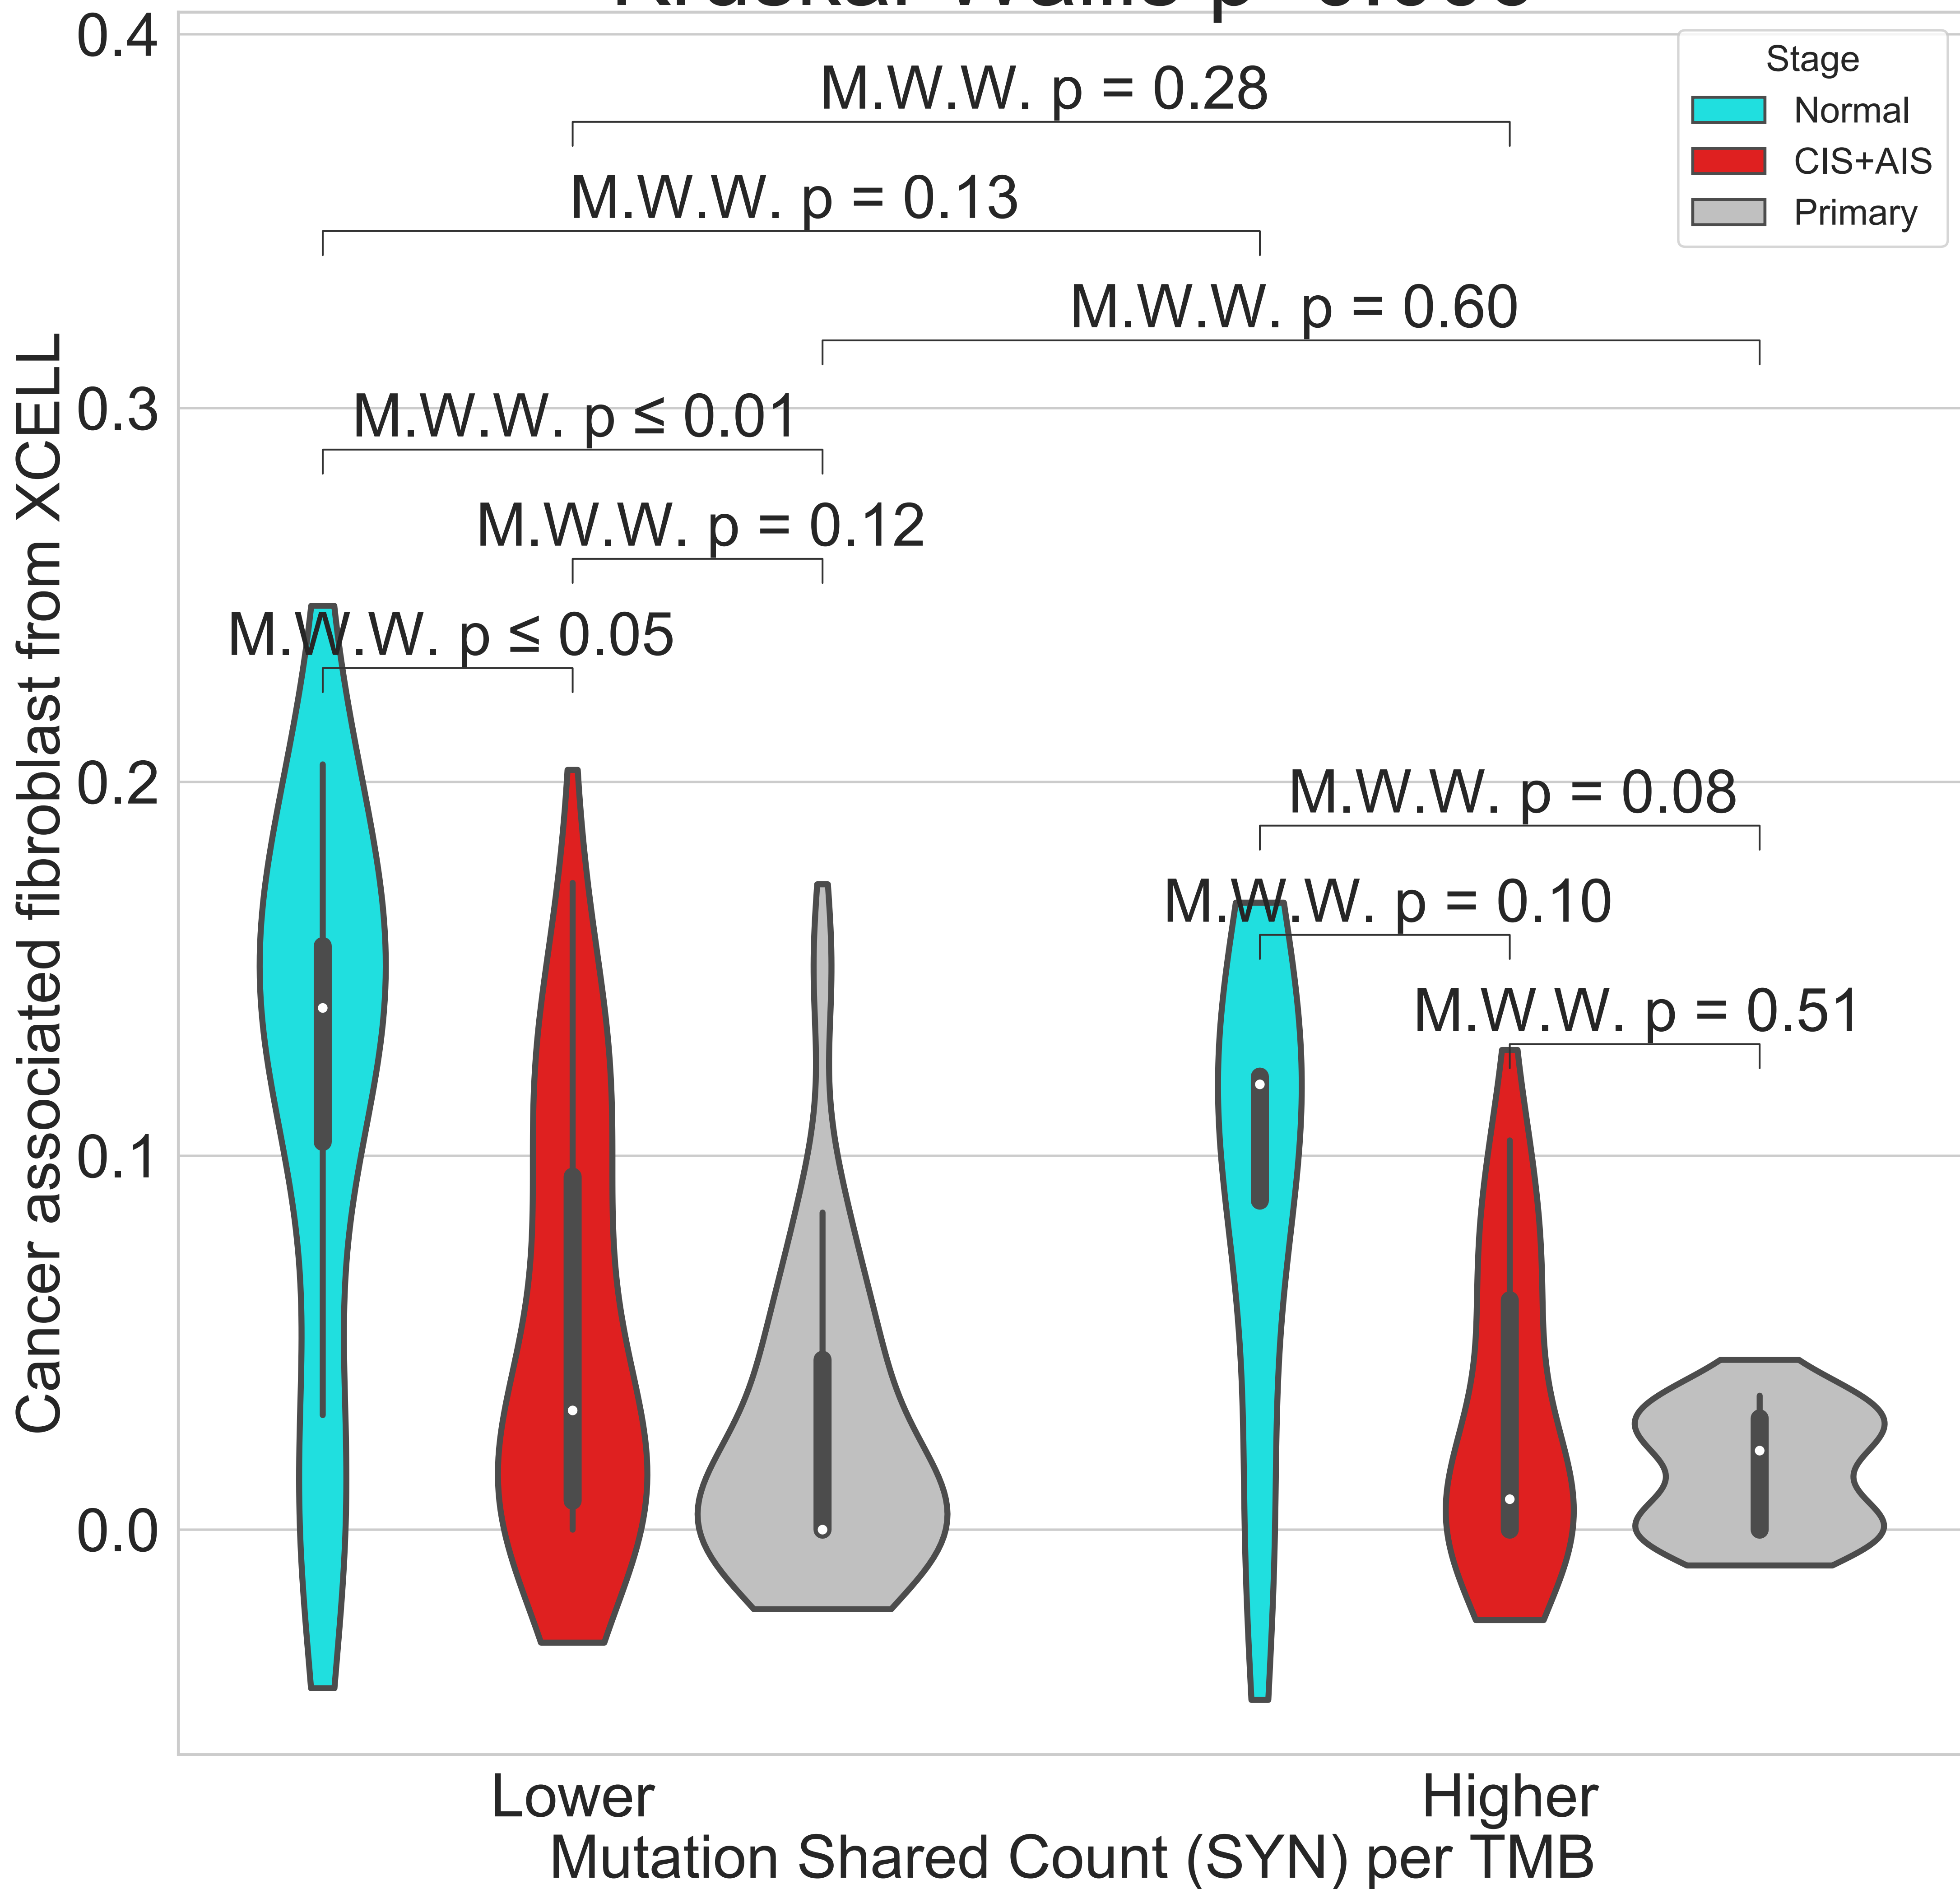 0.4
0.3
0.2
0.1
0.0
Cancer associated fibroblast from XCELL
M.W.W. p = 0.28
M.W.W. p = 0.13
M.W.W. p = 0.60
M.W.W. p ≤ 0.01
M.W.W. p = 0.12
M.W.W. p ≤ 0.05
M.W.W. p = 0.08
M.W.W. p = 0.10
M.W.W. p = 0.51
Stage
Normal
CIS+AIS
Primary
Lower
Higher
Mutation Shared Count (SYN) per TMB